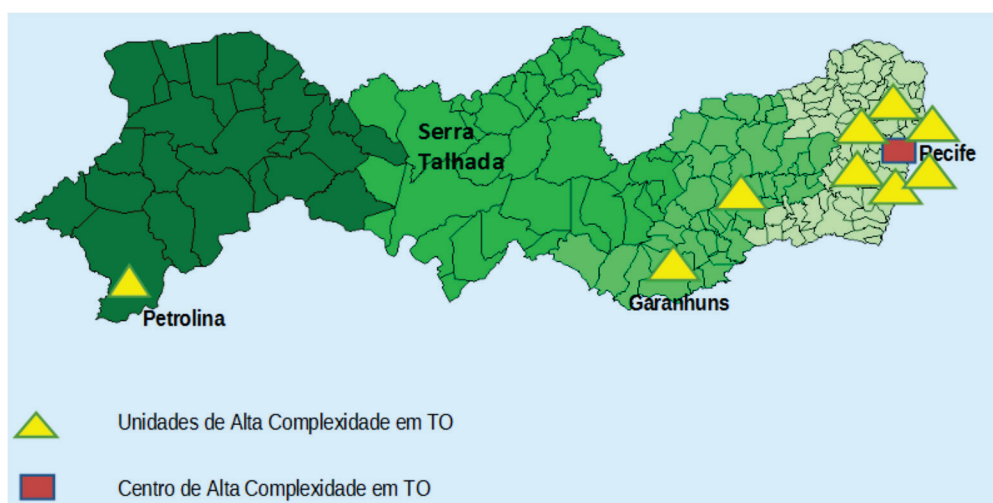 Serra
Talhada
Recife
Garanhuns
Petrolina
Unidades de Alta Complexidade em TO
Centro de Alta Complexidade em TO